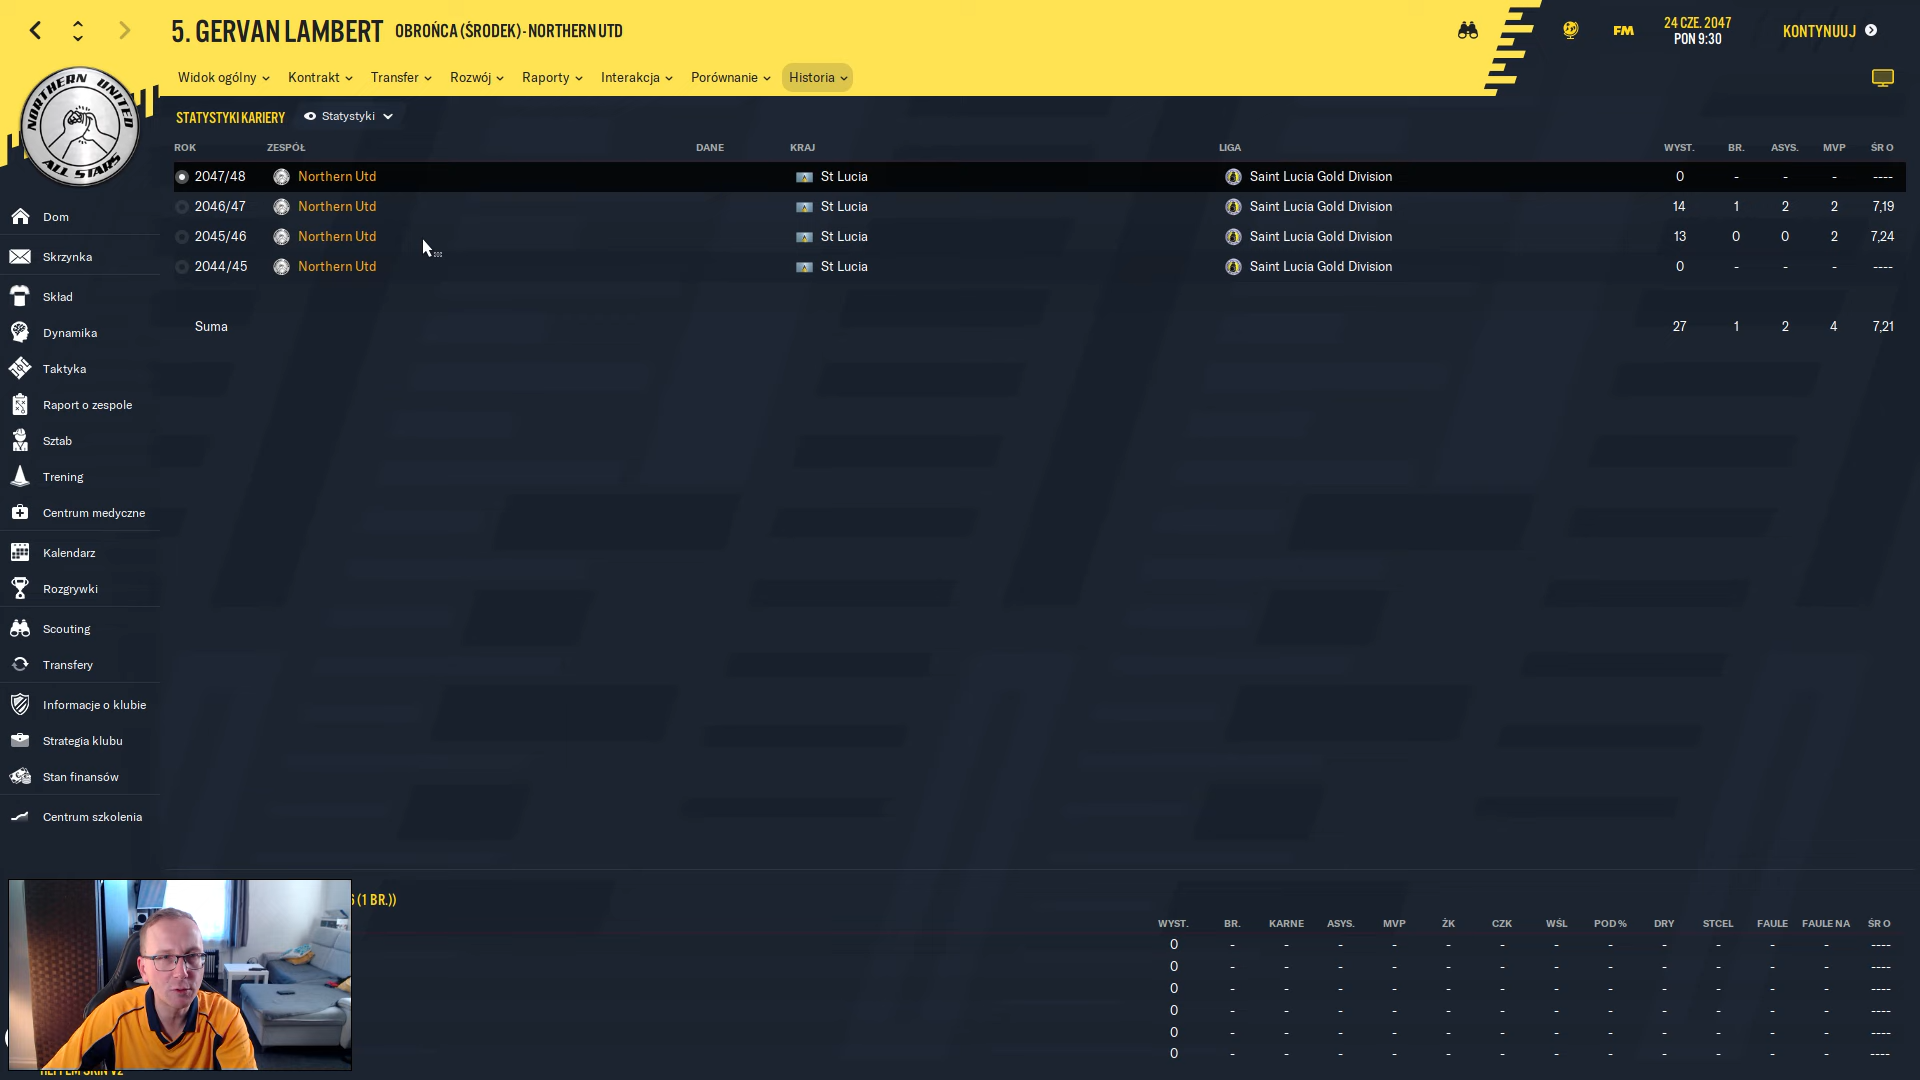 5. GERVAN LAMBERT OBROŃCA (ŚRODEK) - NORTHERN UTD
24 CZE. 2047
PON 9:30
KONTYNUUJ
FM
Widok ogólny Kontrakt Transfer Rozwój Raporty Interakcja Porównanie Historia
NORTHERN UNITED
ALL STARS
STATYSTYKI KARIERY Statystyki
ROK ZESPÓŁ DANE KRAJ LIGA WYST. BR. ASYS. MVP ŚR O
2047/48 Northern Utd St Lucia Saint Lucia Gold Division 0 - - - ----
2046/47 Northern Utd St Lucia Saint Lucia Gold Division 14 1 2 2 7,19
2045/46 Northern Utd St Lucia Saint Lucia Gold Division 13 0 0 2 7,24
2044/45 Northern Utd St Lucia Saint Lucia Gold Division 0 - - - ----
Suma 27 1 2 4 7,21
Dom
Skrzynka
Skład
Dynamika
Taktyka
Raport o zespole
Sztab
Trening
Centrum medyczne
Kalendarz
Rozgrywki
Scouting
Transfery
Informacje o klubie
Strategia klubu
Stan finansów
Centrum szkolenia
(1 BR.))
WYST. BR. KARNE ASYS. MVP ŻK CZK WŚL POD % DRY STCEL FAULE FAULE NA ŚR O
0 - - - - - - - - - - - - ----
0 - - - - - - - - - - - - ----
0 - - - - - - - - - - - - ----
0 - - - - - - - - - - - - ----
0 - - - - - - - - - - - - ----
0 - - - - - - - - - - - - ----